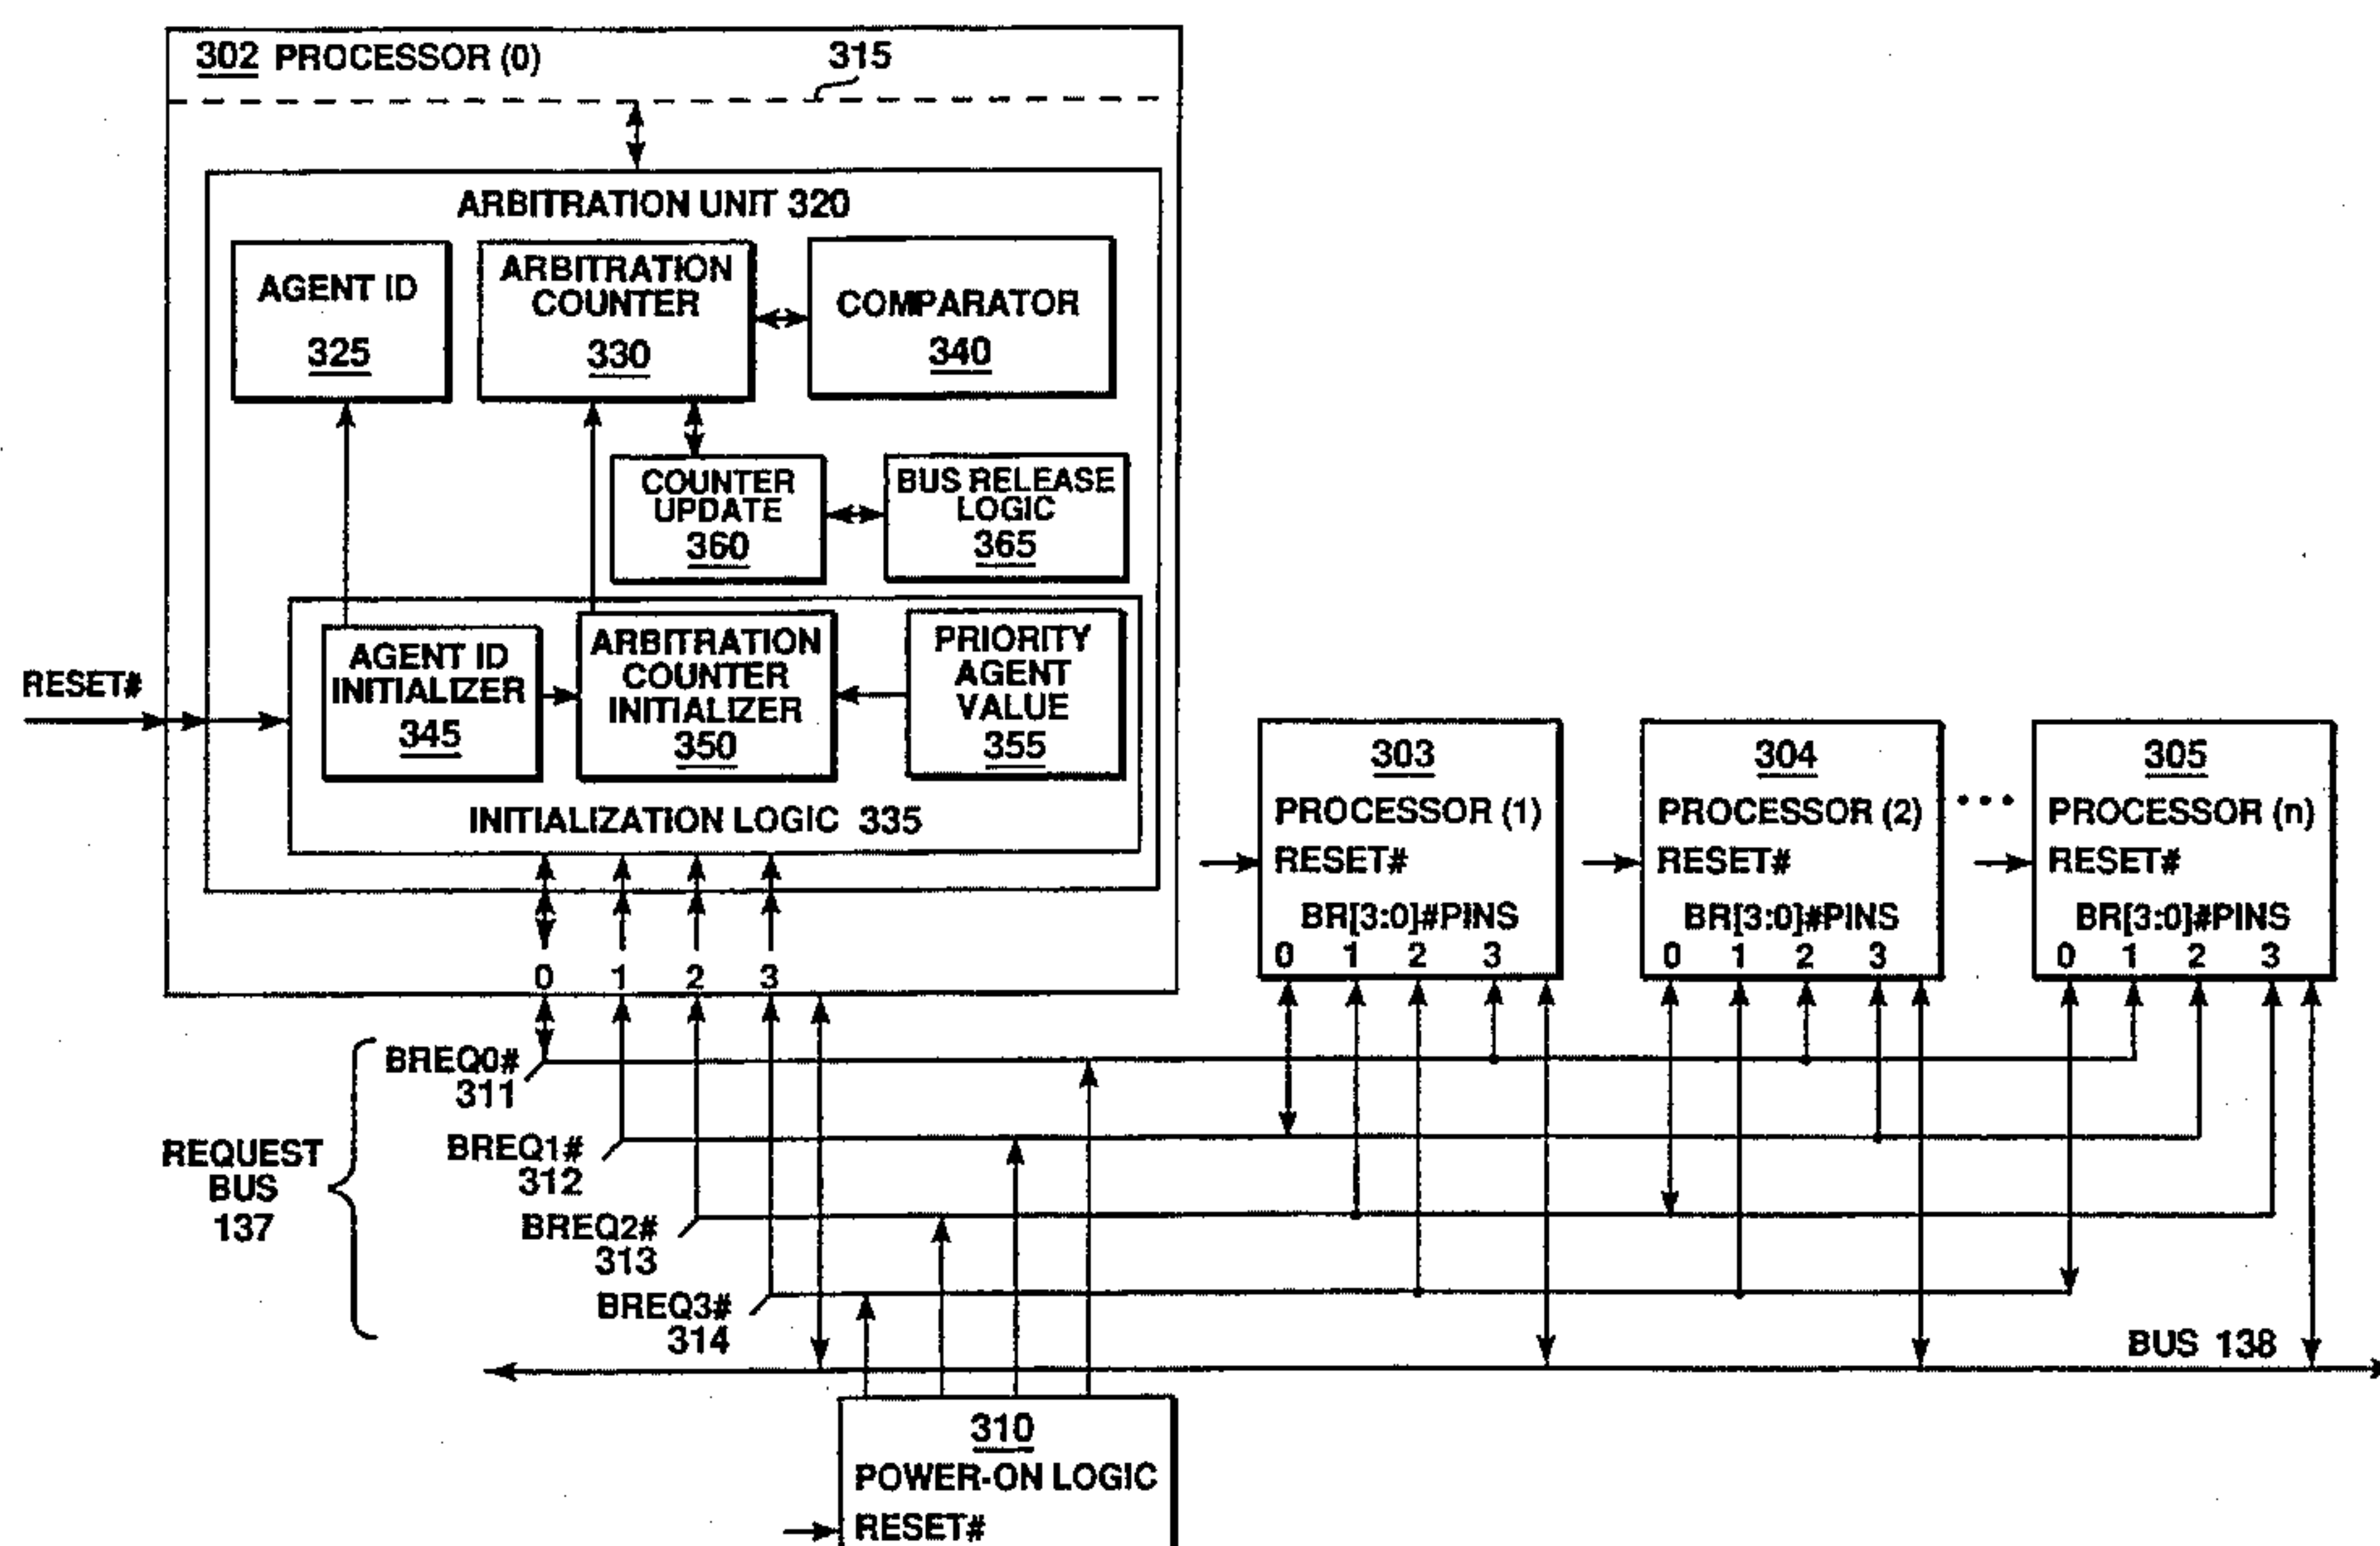 302 PROCESSOR (0)
315
ARBITRATION UNIT 320
AGENT ID
325
ARBITRATION
COUNTER
330
COMPARATOR
340
COUNTER
UPDATE
360
BUS RELEASE
LOGIC
365
AGENT ID
INITIALIZER
345
ARBITRATION
COUNTER
INITIALIZER
350
PRIORITY
AGENT
VALUE
355
INITIALIZATION LOGIC 335
RESET#
0 1 2 3
303
PROCESSOR (1)
RESET#
BR[3:0]#PINS
0 1 2 3
304
PROCESSOR (2)
RESET#
BR[3:0]#PINS
0 1 2 3
• • •
305
PROCESSOR (n)
RESET#
BR[3:0]#PINS
0 1 2 3
REQUEST
BUS
137
BREQ0#
311
BREQ1#
312
BREQ2#
313
BREQ3#
314
BUS 138
310
POWER-ON LOGIC
RESET#